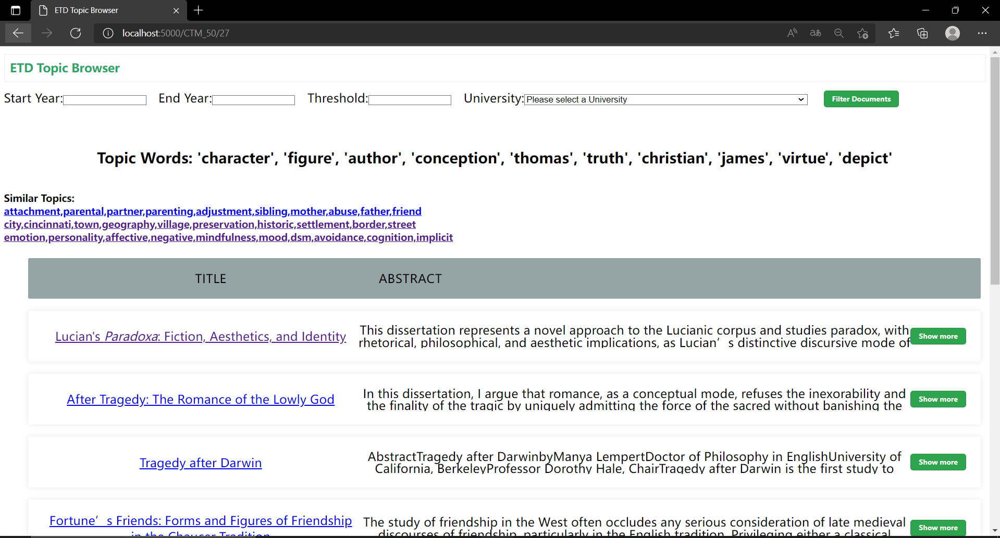 ETD Topic Browser
localhost:5000/CTM_50/27
ETD Topic Browser
Start Year: End Year: Threshold: University: Please select a University Filter Documents
Topic Words: 'character', 'figure', 'author', 'conception', 'thomas', 'truth', 'christian', 'james', 'virtue', 'depict'
Similar Topics:
attachment,parental,partner,parenting,adjustment,sibling,mother,abuse,father,friend
city,cincinnati,town,geography,village,preservation,historic,settlement,border,street
emotion,personality,affective,negative,mindfulness,mood,dsm,avoidance,cognition,implicit
TITLE ABSTRACT
Lucian's Paradoxa: Fiction, Aesthetics, and Identity
This dissertation represents a novel approach to the Lucianic corpus and studies paradox, with
rhetorical, philosophical, and aesthetic implications, as Lucian’s distinctive discursive mode of
Show more
After Tragedy: The Romance of the Lowly God
In this dissertation, I argue that romance, as a conceptual mode, refuses the inexorability and
the finality of the tragic by uniquely admitting the force of the sacred without banishing the
Show more
Tragedy after Darwin
AbstractTragedy after DarwinbyManya LempertDoctor of Philosophy in EnglishUniversity of
California, BerkeleyProfessor Dorothy Hale, ChairTragedy after Darwin is the first study to
Show more
Fortune’s Friends: Forms and Figures of Friendship
in the Chaucer Tradition
The study of friendship in the West often occludes any serious consideration of late medieval
discourses of friendship, particularly in the English tradition. Privileging either a classical
Show more